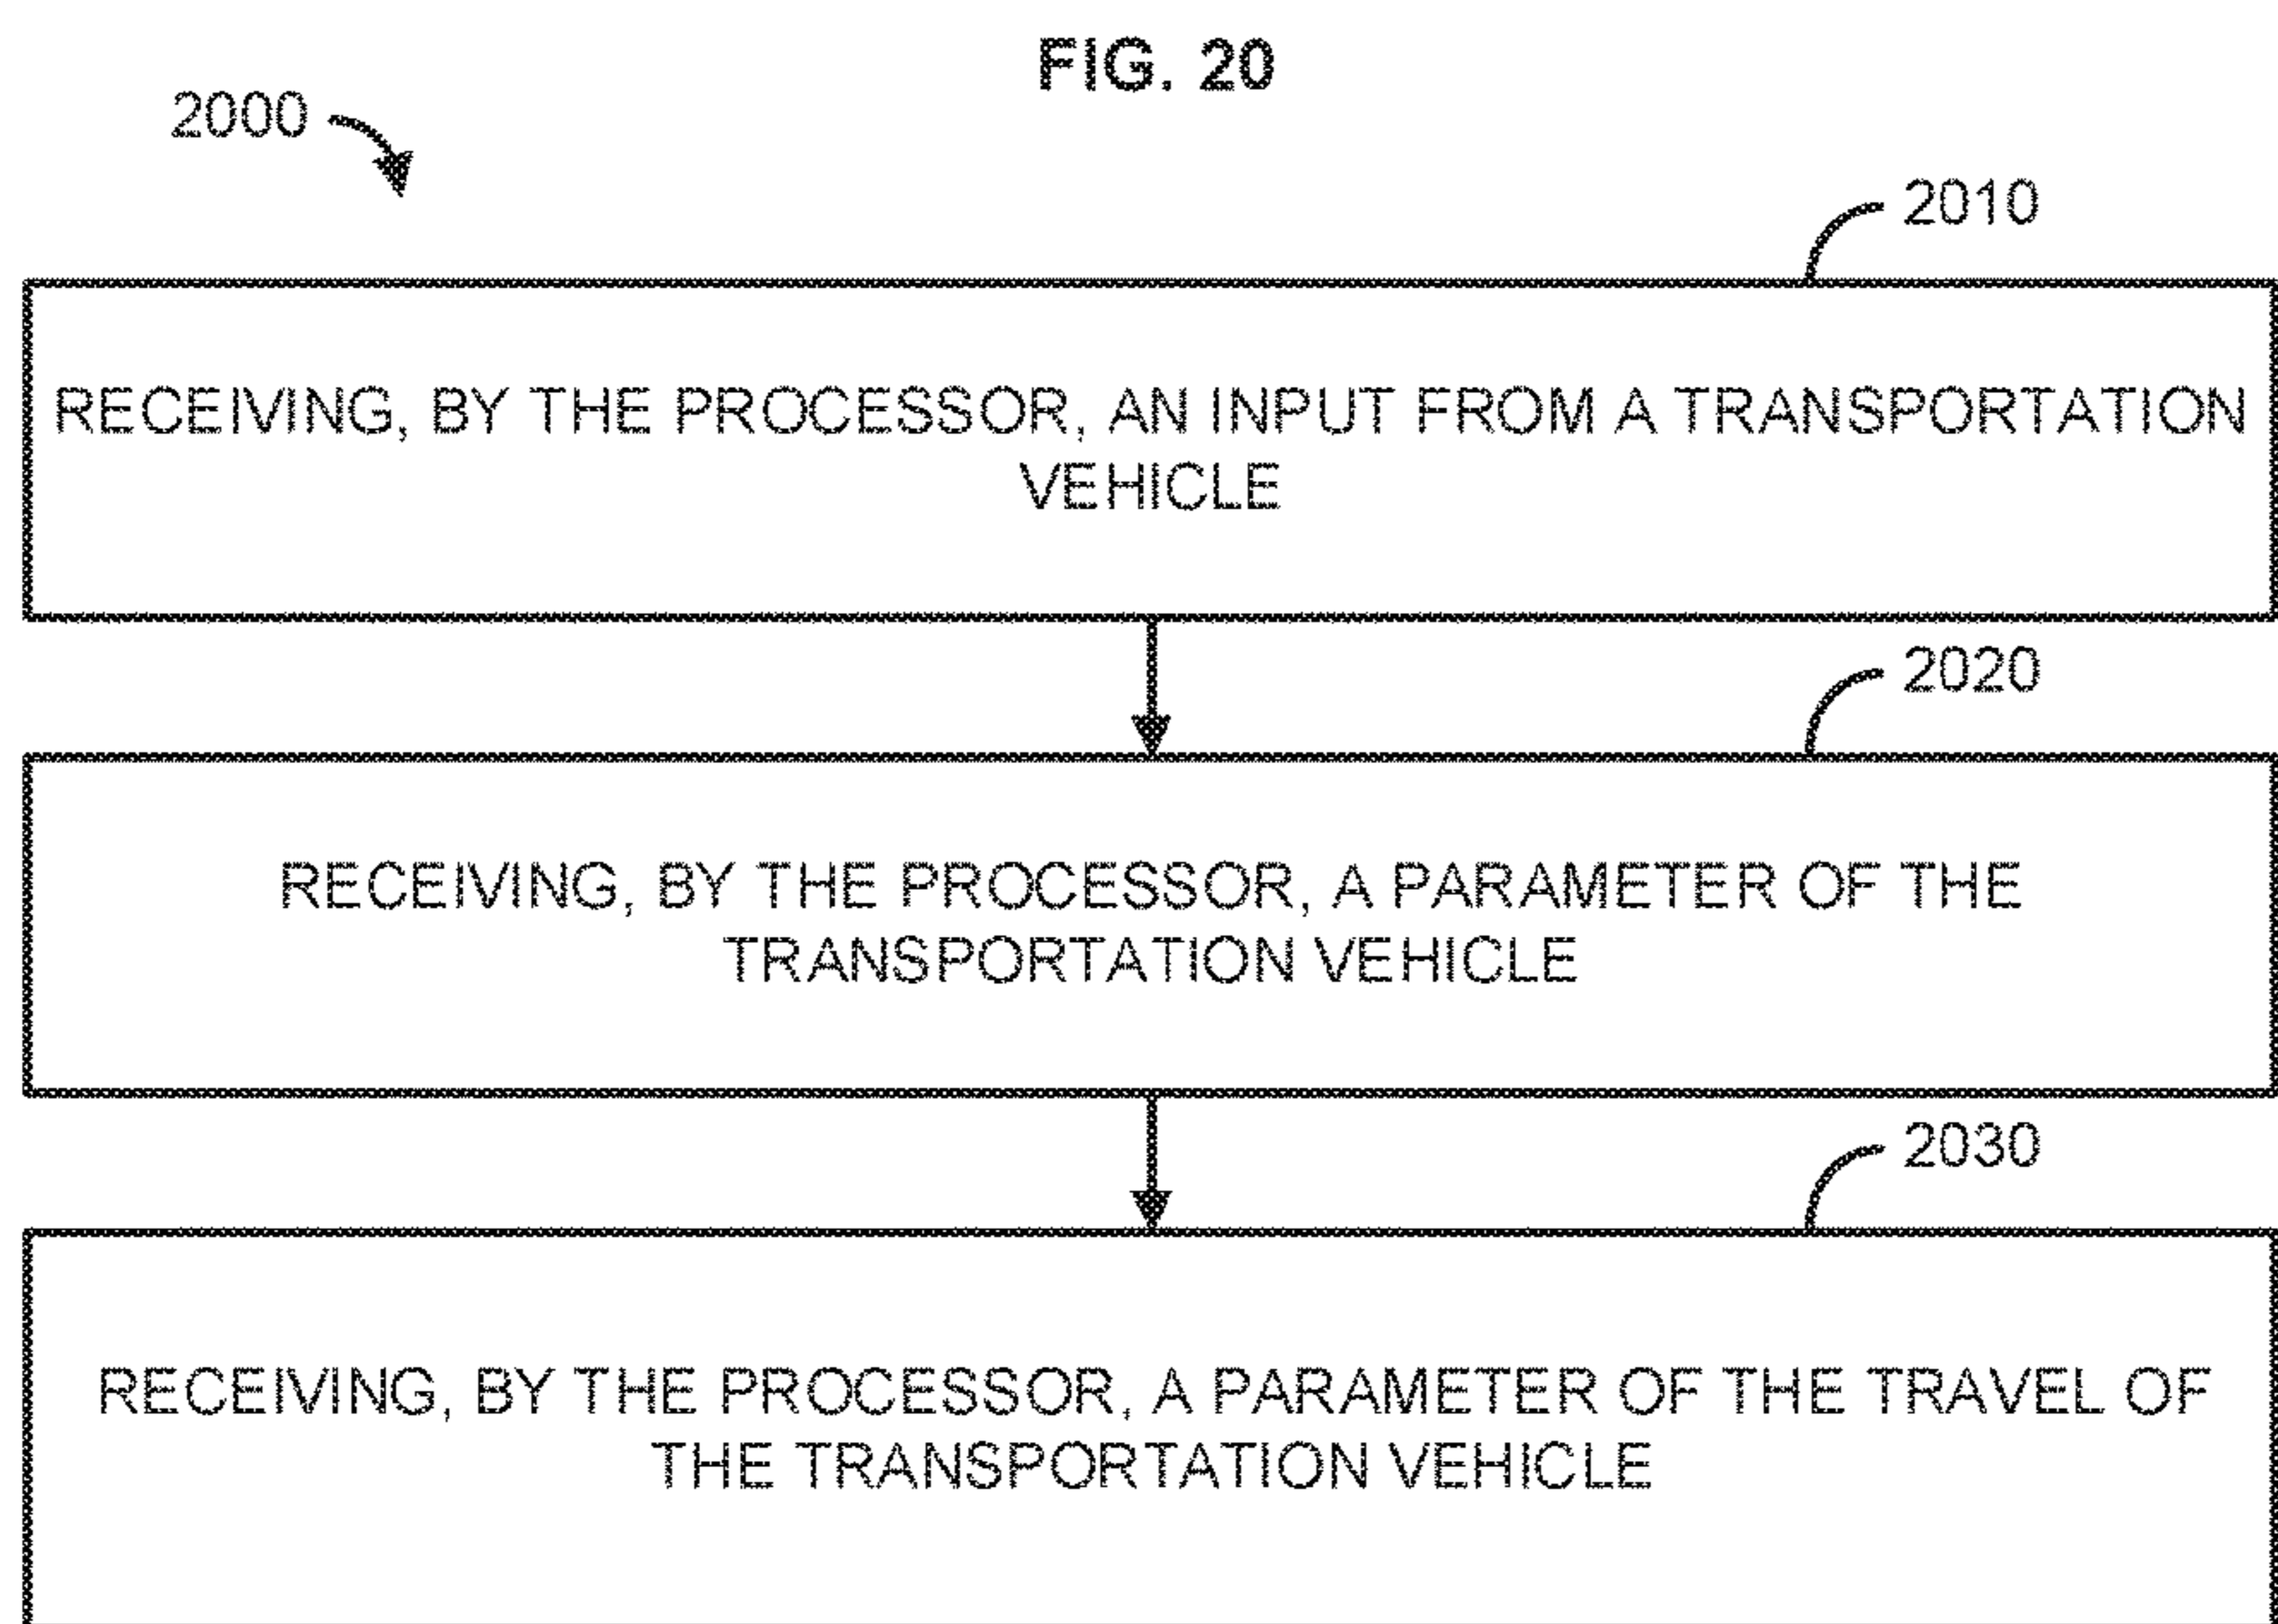 FIG. 20
2000
2010
RECEIVING, BY THE PROCESSOR, AN INPUT FROM A TRANSPORTATION
VEHICLE
2020
RECEIVING, BY THE PROCESSOR, A PARAMETER OF THE
TRANSPORTATION VEHICLE
2030
RECEIVING, BY THE PROCESSOR, A PARAMETER OF THE TRAVEL OF
THE TRANSPORTATION VEHICLE